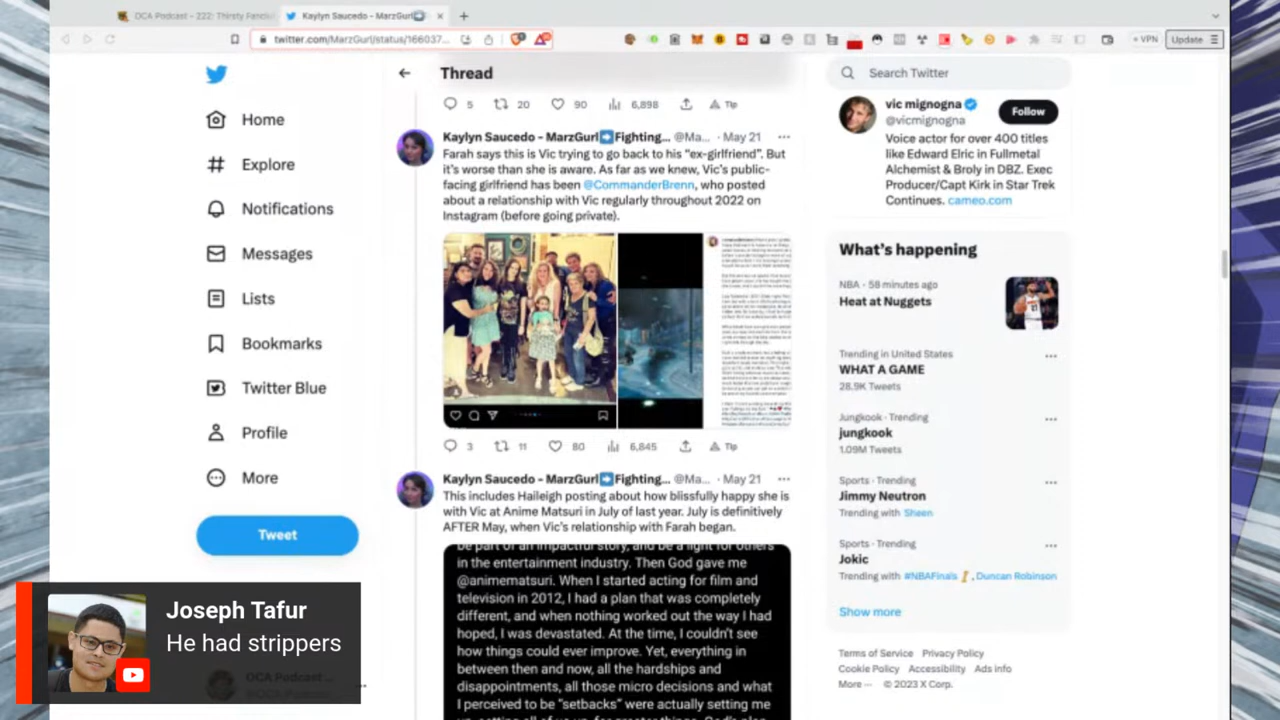 OCA Podcast - 222: Thirsty Fanciu
Kaylyn Saucedo - MarzGurl➡️
twitter.com/MarzGurl/status/166037...
VPN
Update
Home
Explore
Notifications
Messages
Lists
Bookmarks
Twitter Blue
Profile
More
Tweet
Thread
5 20 90 6,898 Tip
Kaylyn Saucedo - MarzGurl➡️Fighting... @Ma... · May 21
Farah says this is Vic trying to go back to his "ex-girlfriend". But
it's worse than she is aware. As far as we knew, Vic's public-
facing girlfriend has been @CommanderBrenn, who posted
about a relationship with Vic regularly throughout 2022 on
Instagram (before going private).
3 11 80 6,845 Tip
Kaylyn Saucedo - MarzGurl➡️Fighting... @Ma... · May 21
This includes Haileigh posting about how blissfully happy she is
with Vic at Anime Matsuri in July of last year. July is definitively
AFTER May, when Vic's relationship with Farah began.
be part of an impactful story, and be a light for others
in the entertainment industry. Then God gave me
@animematsuri. When I started acting for film and
television in 2012, I had a plan that was completely
different, and when nothing worked out the way I had
hoped, I was devastated. At the time, I couldn't see
how things could ever improve. Yet, everything in
between then and now, all the hardships and
disappointments, all those micro decisions and what
I perceived to be "setbacks" were actually setting me
Search Twitter
vic mignogna
@vicmignogna
Follow
Voice actor for over 400 titles
like Edward Elric in Fullmetal
Alchemist & Broly in DBZ. Exec
Producer/Capt Kirk in Star Trek
Continues. cameo.com
What's happening
NBA · 58 minutes ago
Heat at Nuggets
Trending in United States
WHAT A GAME
28.9K Tweets
Jungkook · Trending
jungkook
1.09M Tweets
Sports · Trending
Jimmy Neutron
Trending with Sheen
Sports · Trending
Jokic
Trending with #NBAFinals, Duncan Robinson
Show more
Terms of Service Privacy Policy
Cookie Policy Accessibility Ads info
More ··· © 2023 X Corp.
Joseph Tafur
He had strippers
OCA Podcast